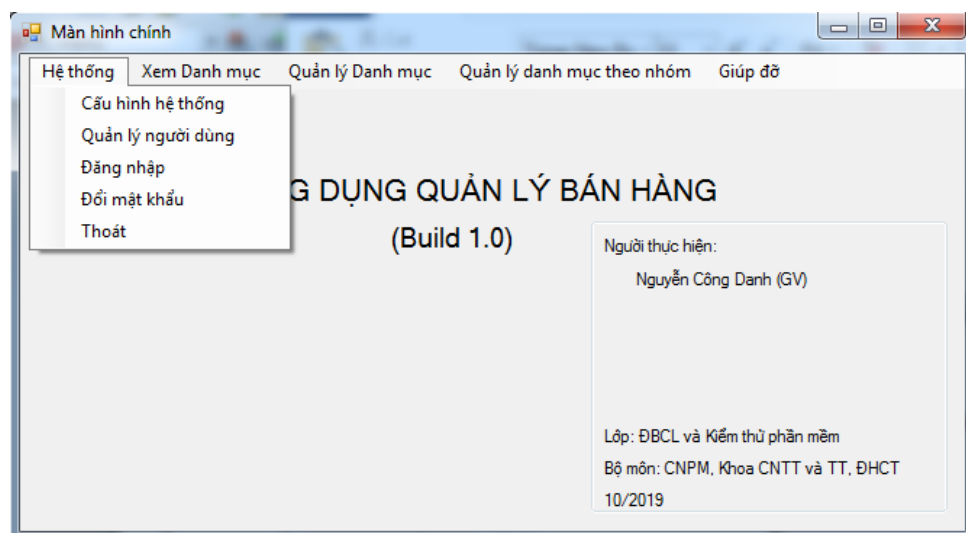 Màn hình chính
Hệ thống Xem Danh mục Quản lý Danh mục Quản lý danh mục theo nhóm Giúp đỡ
Cấu hình hệ thống
Quản lý người dùng
Đăng nhập
Đổi mật khẩu
Thoát
G DỤNG QUẢN LÝ BÁN HÀNG
(Build 1.0)
Người thực hiện:
Nguyễn Công Danh (GV)
Lớp: ĐBCL và Kiểm thử phần mềm
Bộ môn: CNPM, Khoa CNTT và TT, ĐHCT
10/2019